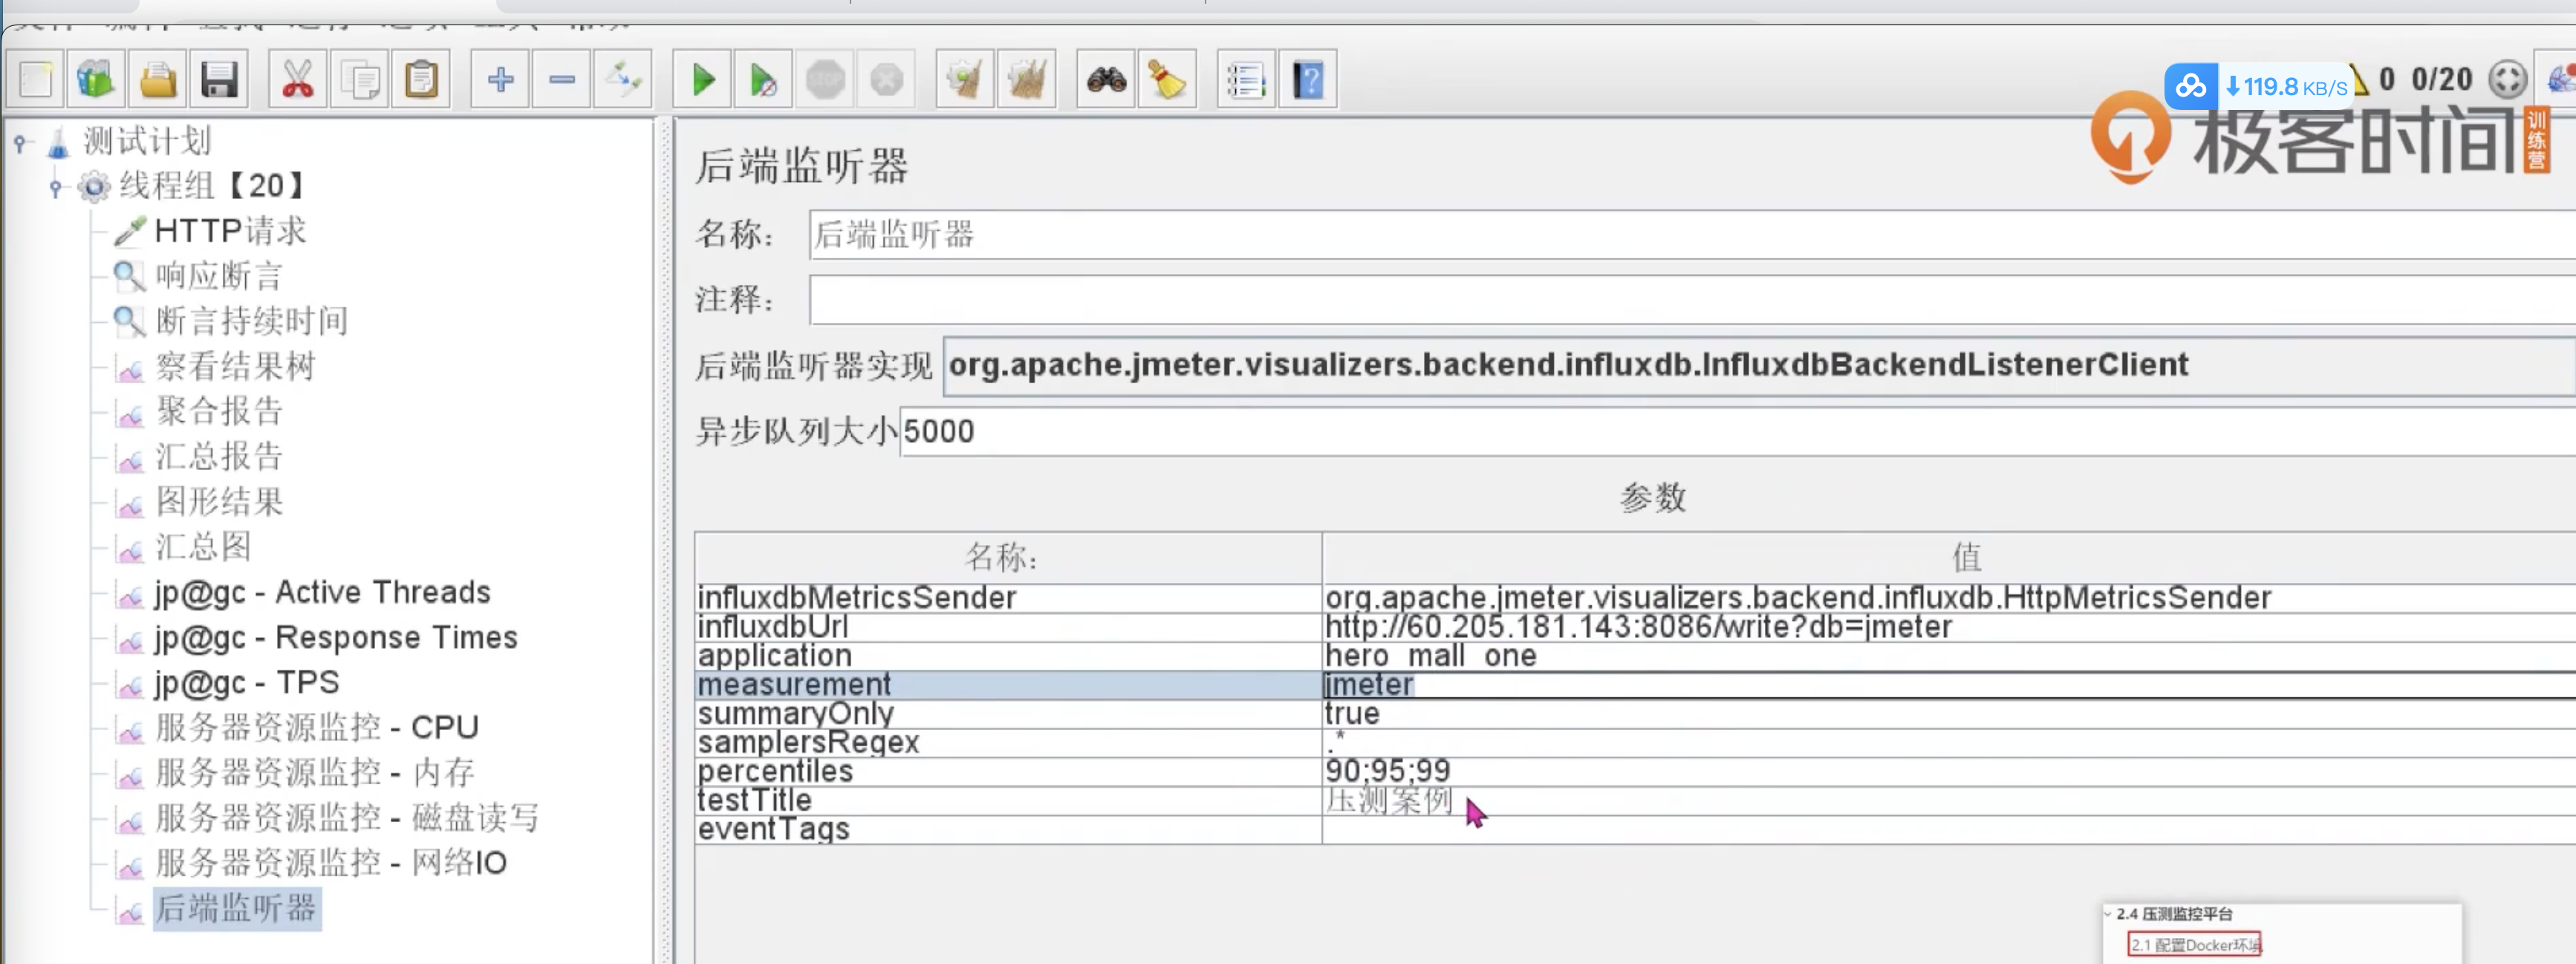 119.8 KB/S
0 0/20
极客时间
训练营
测试计划
线程组【20】
HTTP请求
响应断言
断言持续时间
察看结果树
聚合报告
汇总报告
图形结果
汇总图
jp@gc - Active Threads
jp@gc - Response Times
jp@gc - TPS
服务器资源监控 - CPU
服务器资源监控 - 内存
服务器资源监控 - 磁盘读写
服务器资源监控 - 网络IO
后端监听器
后端监听器
名称： 后端监听器
注释：
后端监听器实现 org.apache.jmeter.visualizers.backend.influxdb.InfluxdbBackendListenerClient
异步队列大小 5000
参数
名称: 值
influxdbMetricsSender org.apache.jmeter.visualizers.backend.influxdb.HttpMetricsSender
influxdbUrl http://60.205.181.143:8086/write?db=jmeter
application hero_mall_one
measurement jmeter
summaryOnly true
samplersRegex .*
percentiles 90;95;99
testTitle 压测案例
eventTags
2.4 压测监控平台
2.1 配置Docker环境